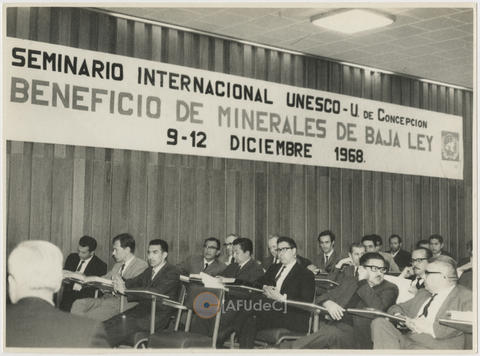 SEMINARIO INTERNACIONAL UNESCO-U. DE CONCEPCION
BENEFICIO DE MINERALES DE BAJA LEY
9-12 DICIEMBRE 1968.
[AFUdeC]